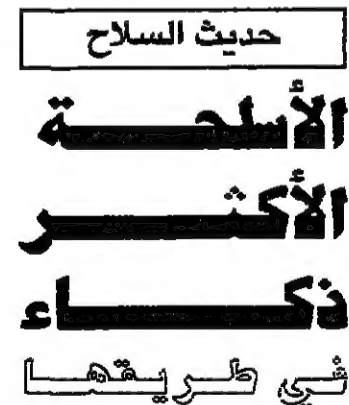 حديث السلاح
الأسلحة
الأكثر
ذكاء
في طريقها